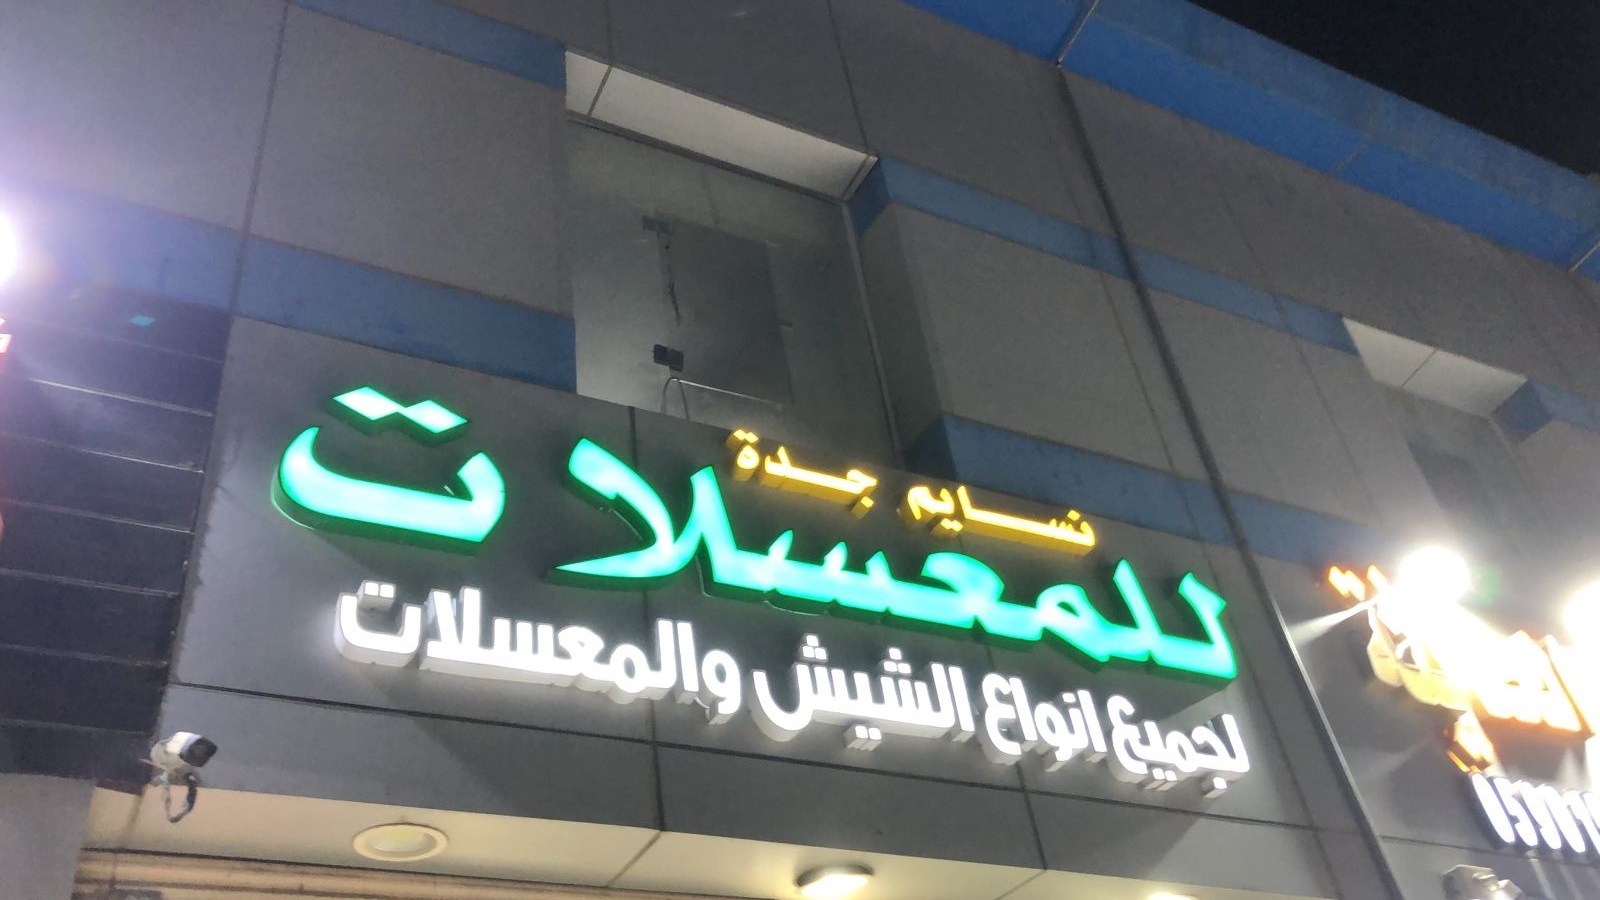 نسايم جدة
للمعسلات
لجميع انواع الشيش والمعسلات